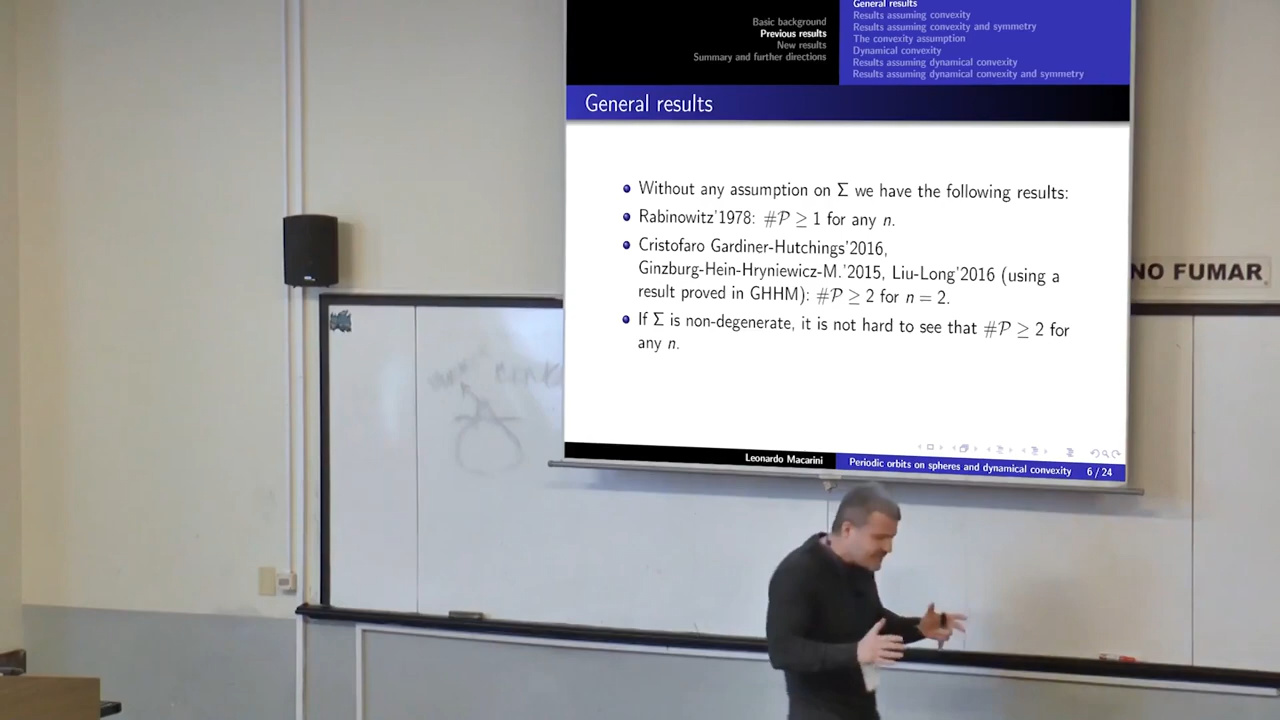 Basic background
Previous results
New results
Summary and further directions
General results
Results assuming convexity
Results assuming convexity and symmetry
The convexity assumption
Dynamical convexity
Results assuming dynamical convexity
Results assuming dynamical convexity and symmetry
General results
Without any assumption on Σ we have the following results:
Rabinowitz'1978: #𝒫 ≥ 1 for any n.
Cristofaro Gardiner-Hutchings'2016,
Ginzburg-Hein-Hryniewicz-M.'2015, Liu-Long'2016 (using a
result proved in GHHM): #𝒫 ≥ 2 for n = 2.
If Σ is non-degenerate, it is not hard to see that #𝒫 ≥ 2 for
any n.
Leonardo Macarini
Periodic orbits on spheres and dynamical convexity
6 / 24
NO FUMAR